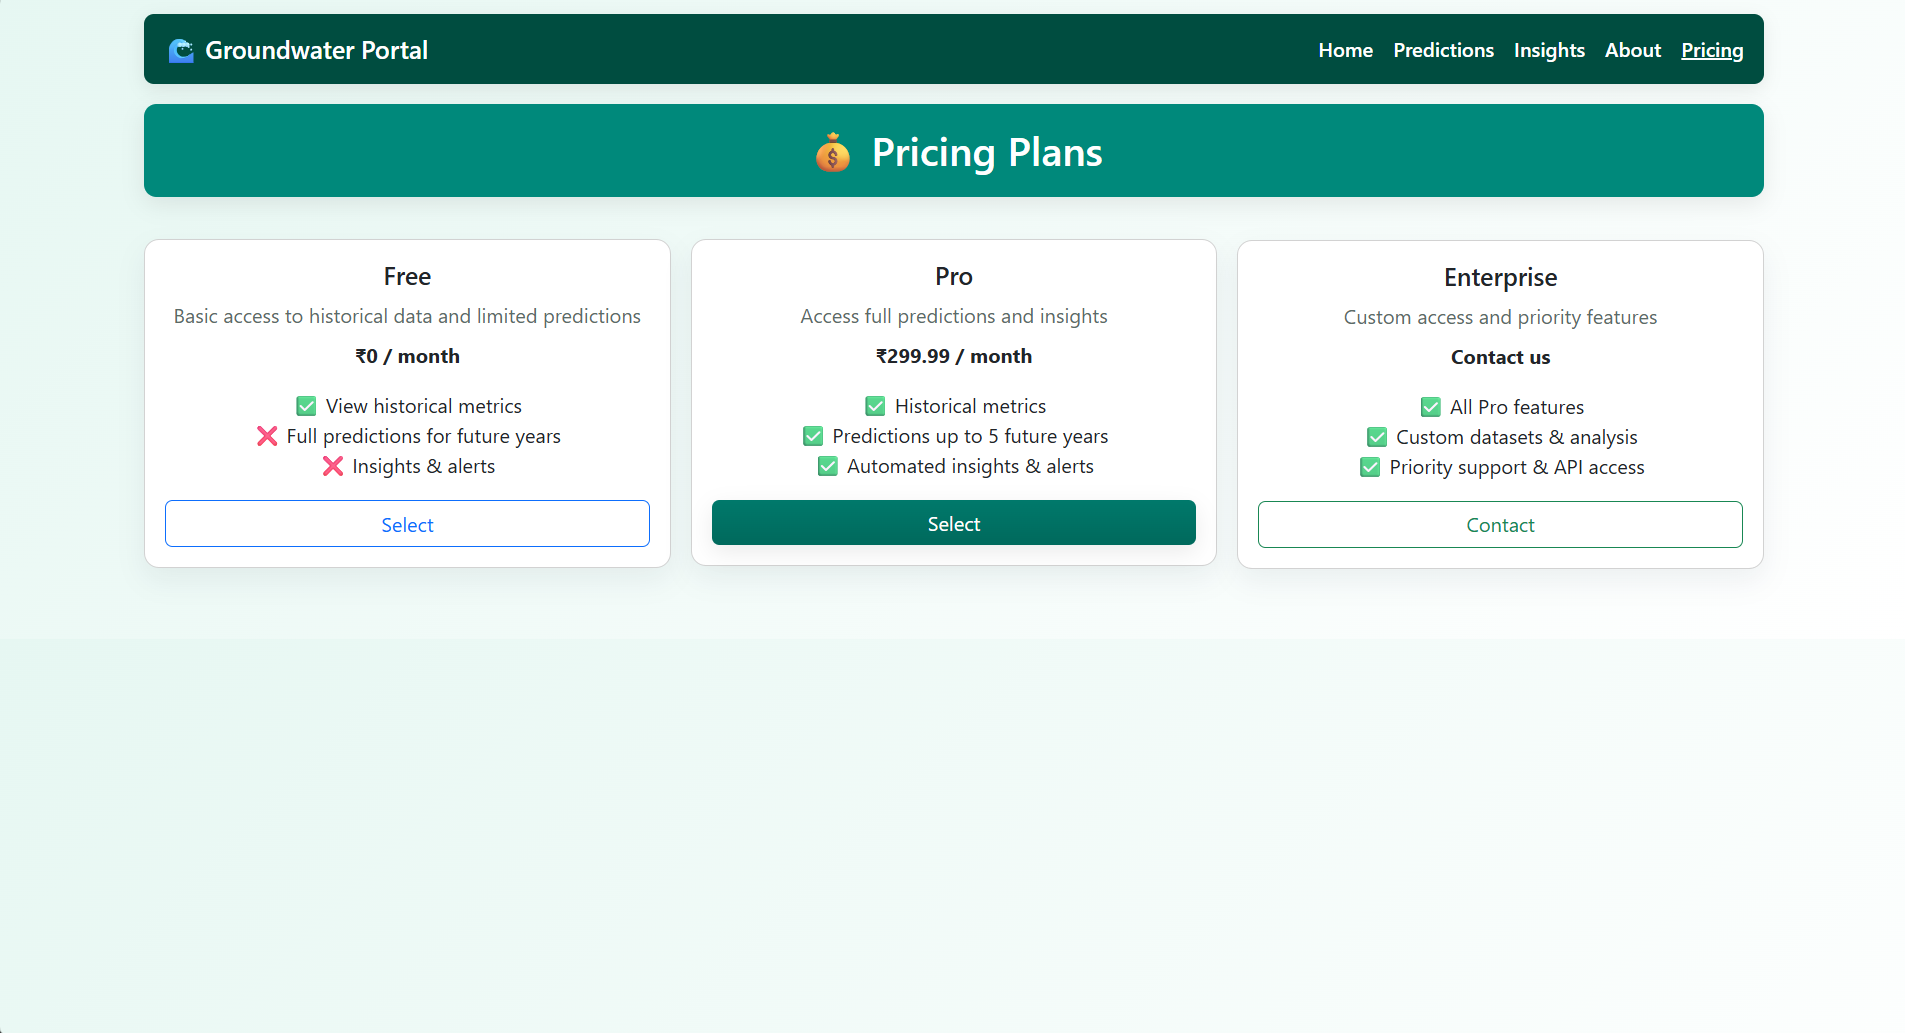 Groundwater Portal
Home Predictions Insights About Pricing
Pricing Plans
Free
Basic access to historical data and limited predictions
₹0 / month
✅ View historical metrics
❌ Full predictions for future years
❌ Insights & alerts
Select
Pro
Access full predictions and insights
₹299.99 / month
✅ Historical metrics
✅ Predictions up to 5 future years
✅ Automated insights & alerts
Select
Enterprise
Custom access and priority features
Contact us
✅ All Pro features
✅ Custom datasets & analysis
✅ Priority support & API access
Contact